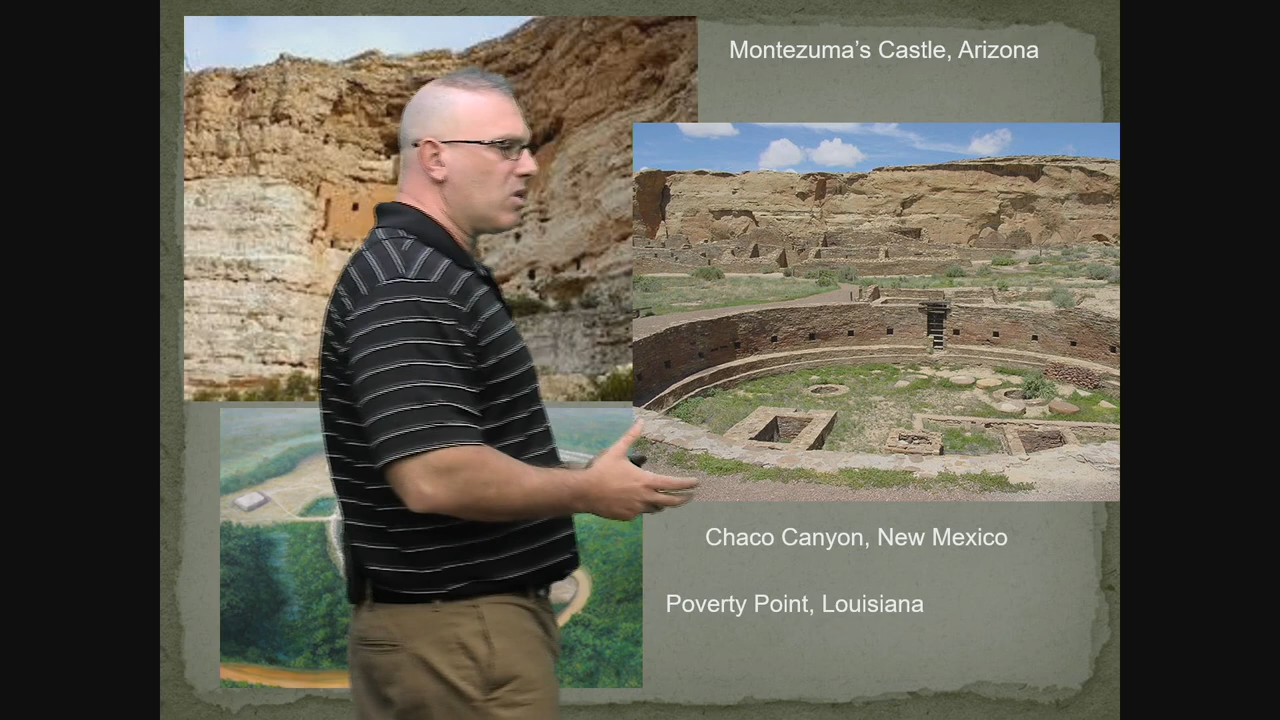 Montezuma’s Castle, Arizona
Chaco Canyon, New Mexico
Poverty Point, Louisiana